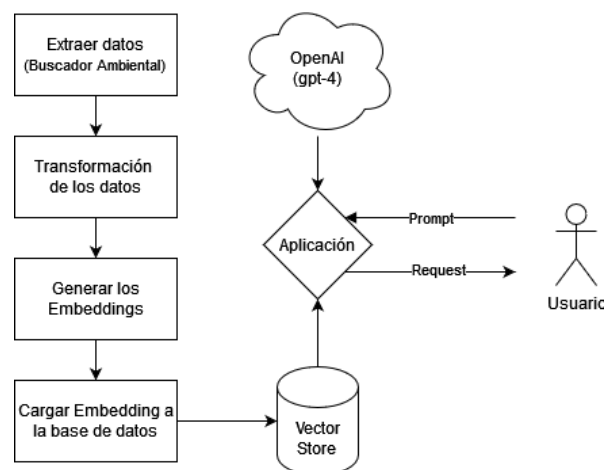 Extraer datos
(Buscador Ambiental)
Transformación
de los datos
Generar los
Embeddings
Cargar Embedding a
la base de datos
OpenAI
(gpt-4)
Aplicación
Vector
Store
Prompt
Request
Usuario